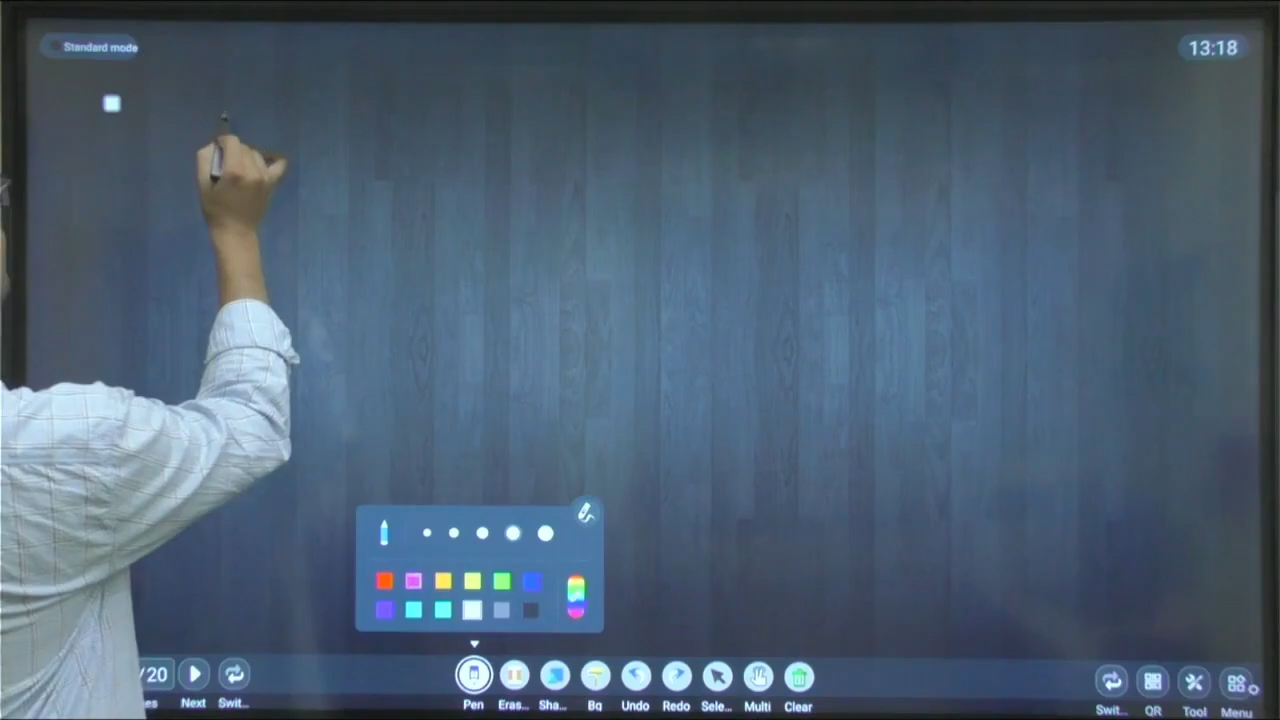 Standard mode
13:18
/20
es
Next
Swit...
Pen
Eras...
Sha...
Bg
Undo
Redo
Sele...
Multi
Clear
Swit...
QR
Tool
Menu